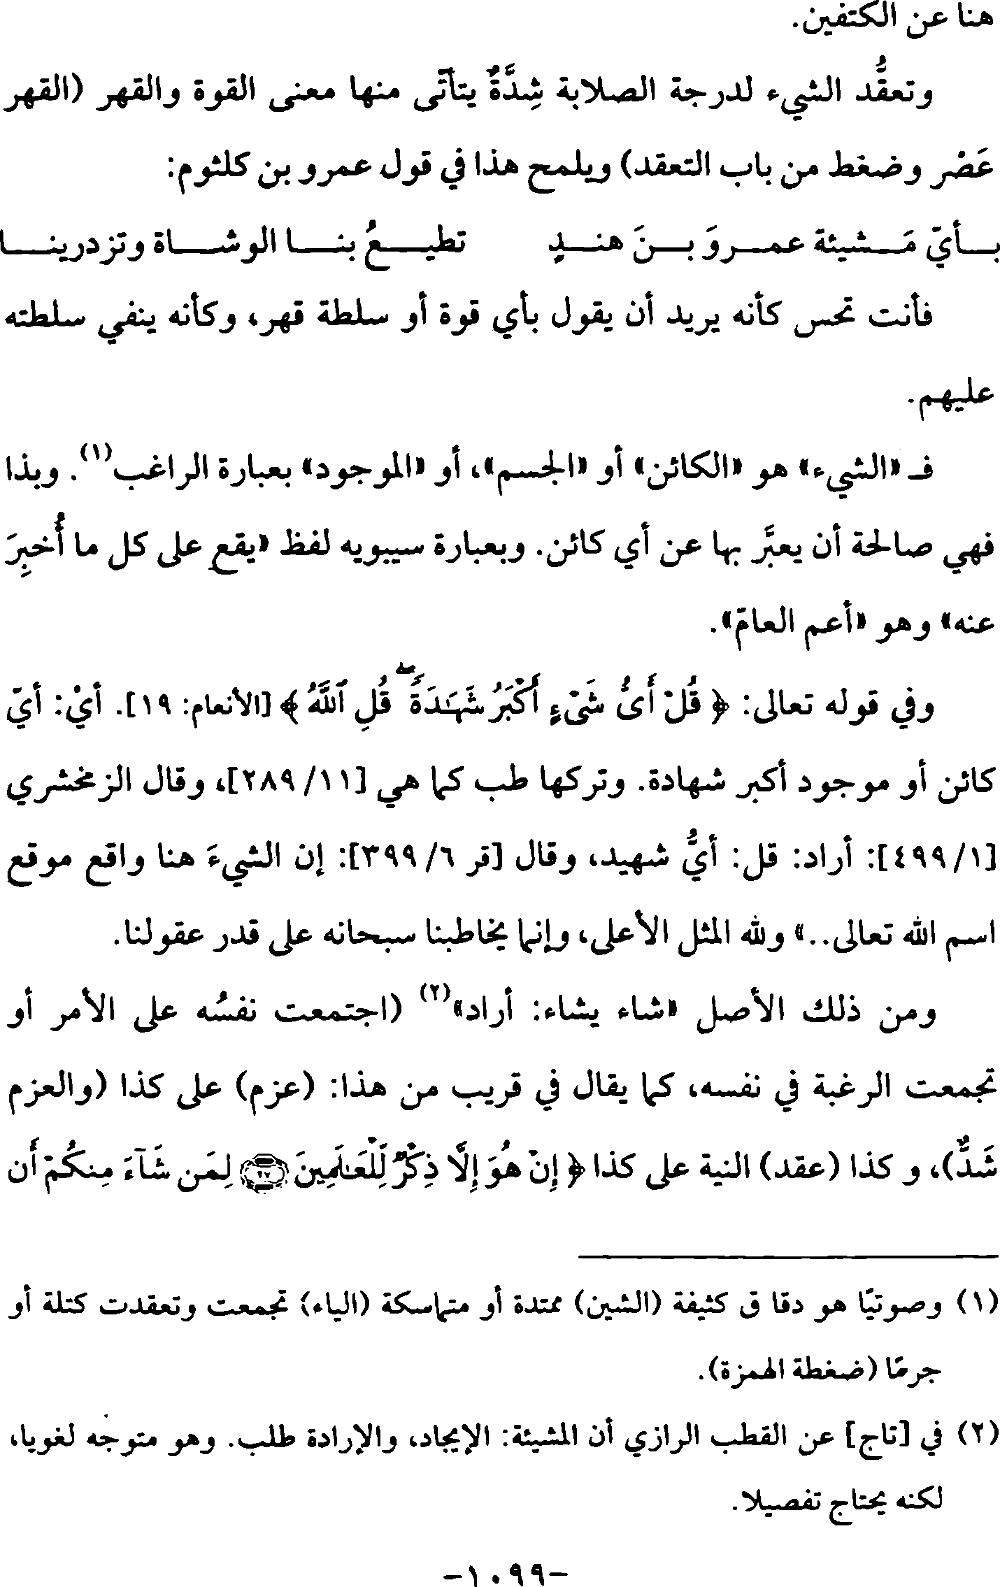 هنا عن الكتفين.
وتعقُّد الشيء لدرجة الصلابة شِدَّةٌ يتأتّى منها معنى القوة والقهر (القهر
عَصْر وضغط من باب التعقد) ويلمح هذا في قول عمرو بن كلثوم:
بـأيّ مَـشيئة عمـروَ بـنَ هنـدٍ تطيـعُ بنـا الوشـاة وتزدرينـا
فأنت تحس كأنه يريد أن يقول بأي قوة أو سلطة قهر، وكأنه ينفي سلطته
عليهم.
فـ «الشيء» هو «الكائن» أو «الجسم»، أو «الموجود» بعبارة الراغب(١). وبذا
فهي صالحة أن يعبَّر بها عن أي كائن. وبعبارة سيبويه لفظ «يقع على كل ما أُخبِرَ
عنه» وهو «أعم العامّ».
وفي قوله تعالى: ﴿ قُلْ أَىُّ شَىْءٍ أَكْبَرُ شَهَـٰدَةً ۖ قُلِ ٱللَّهُ ﴾ [الأنعام: ١٩]. أيْ: أيّ
كائن أو موجود أكبر شهادة. وتركها طب كما هي [١١/ ٢٨٩]، وقال الزمخشري
[١/ ٤٩٩]: أراد: قل: أيُّ شهيد، وقال [قر ٦/ ٣٩٩]: إن الشيءَ هنا واقع موقع
اسم الله تعالى..» ولله المثل الأعلى، وإنما يخاطبنا سبحانه على قدر عقولنا.
ومن ذلك الأصل «شاء يشاء: أراد»(٢) (اجتمعت نفسُه على الأمر أو
تجمعت الرغبة في نفسه، كما يقال في قريب من هذا: (عزم) على كذا (والعزم
شَدٌّ)، و كذا (عقد) النية على كذا ﴿ إِنْ هُوَ إِلَّا ذِكْرٌ لِّلْعَـٰلَمِينَ ۝٢٧ لِمَن شَآءَ مِنكُمْ أَن
(١) وصوتيًا هو دقا ق كثيفة (الشين) ممتدة أو متماسكة (الياء) تجمعت وتعقدت كتلة أو
جرمًا (ضغطة الهمزة).
(٢) في [تاج] عن القطب الرازي أن المشيئة: الإيجاد، والإرادة طلب. وهو متوجّه لغويا،
لكنه يحتاج تفصيلا.
-١٠٩٩-